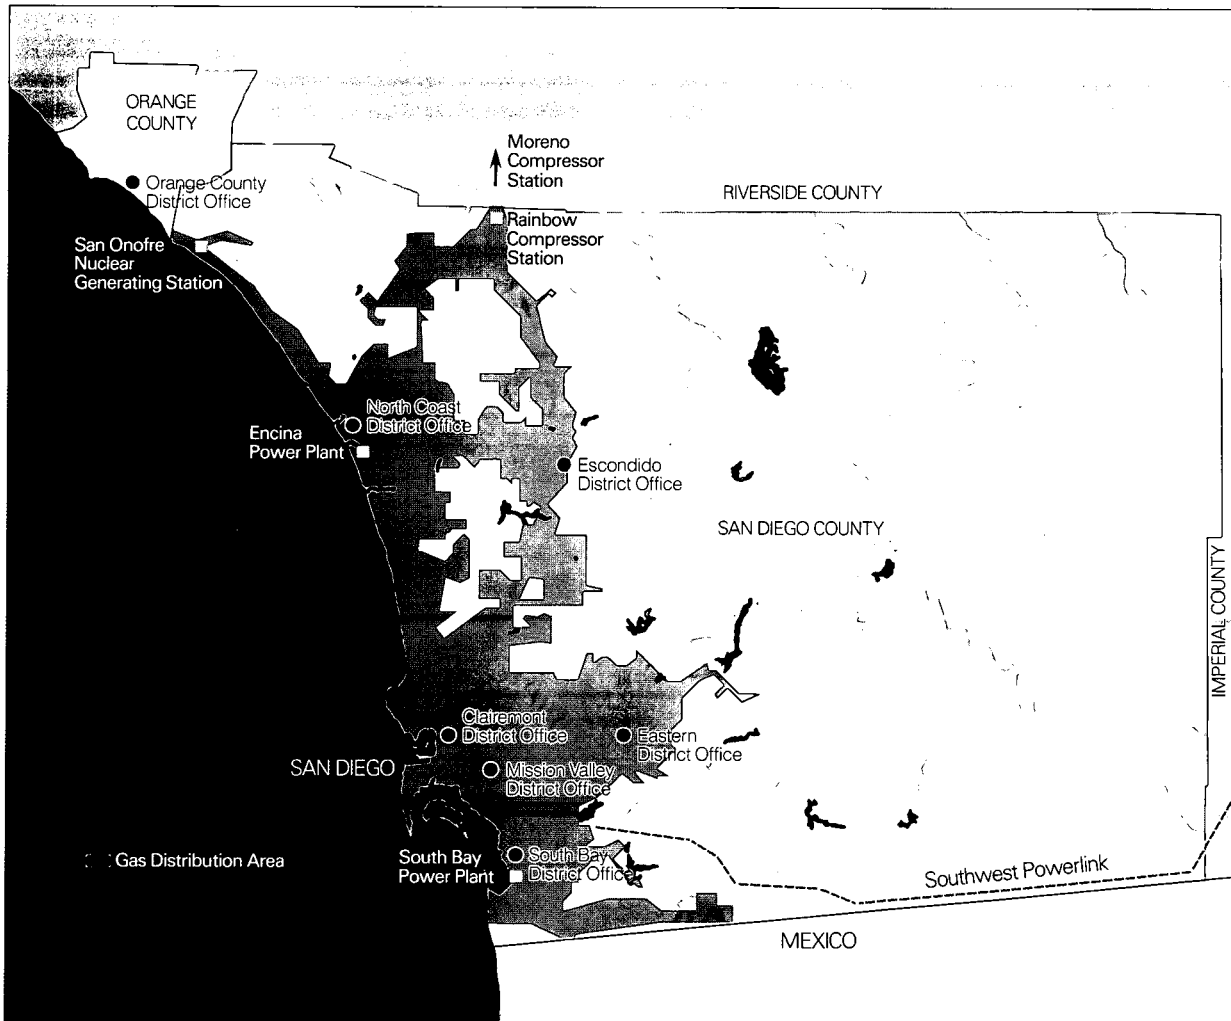 ORANGE
COUNTY
Moreno
Compressor
Station
Orange County
District Office
RIVERSIDE COUNTY
Rainbow
Compressor
Station
San Onofre
Nuclear
Generating Station
North Coast
District Office
Encina
Power Plant
Escondido
District Office
SAN DIEGO COUNTY
IMPERIAL COUNTY
Clairemont
District Office
Eastern
District Office
SAN DIEGO
Mission Valley
District Office
Gas Distribution Area
South Bay
Power Plant
South Bay
District Office
Southwest Powerlink
MEXICO